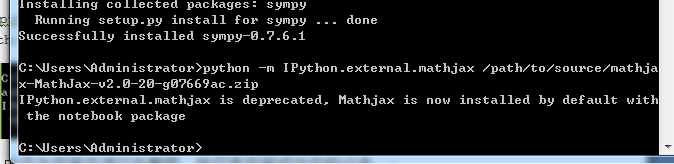 Installing collected packages: sympy
  Running setup.py install for sympy ... done
Successfully installed sympy-0.7.6.1

C:\Users\Administrator>python -m IPython.external.mathjax /path/to/source/mathja
x-MathJax-v2.0-20-g07669ac.zip
IPython.external.mathjax is deprecated, Mathjax is now installed by default with
 the notebook package

C:\Users\Administrator>